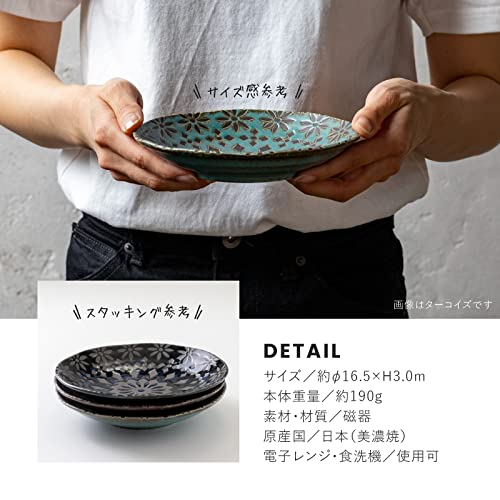 サイズ感参考
画像はターコイズです
スタッキング参考
DETAIL
サイズ／約φ16.5×H3.0m
本体重量／約190g
素材・材質／磁器
原産国／日本（美濃焼）
電子レンジ・食洗機／使用可